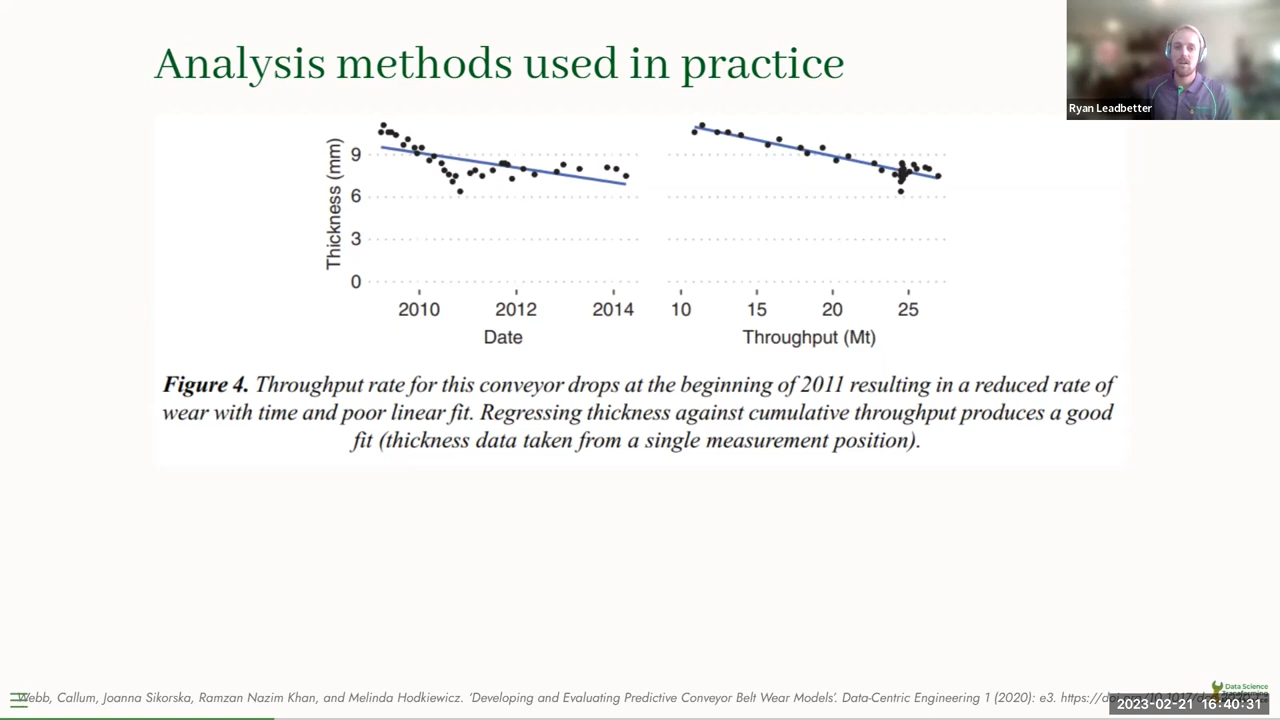 Analysis methods used in practice
Ryan Leadbetter
Thickness (mm)
9
6
3
0
2010 2012 2014
Date
10 15 20 25
Throughput (Mt)
Figure 4. Throughput rate for this conveyor drops at the beginning of 2011 resulting in a reduced rate of
wear with time and poor linear fit. Regressing thickness against cumulative throughput produces a good
fit (thickness data taken from a single measurement position).
Webb, Callum, Joanna Sikorska, Ramzan Nazim Khan, and Melinda Hodkiewicz. ‘Developing and Evaluating Predictive Conveyor Belt Wear Models’. Data-Centric Engineering 1 (2020): e3.
Data Science
2023-02-21 16:40:31